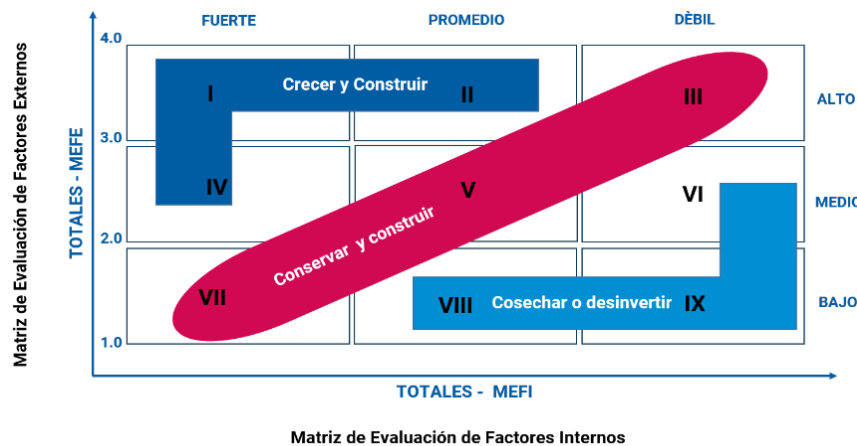 FUERTE
PROMEDIO
DÈBIL
4.0
3.0
2.0
1.0
Matriz de Evaluación de Factores Externos
TOTALES - MEFE
I
Crecer y Construir
II
III
ALTO
IV
V
VI
MEDIO
Conservar y construir
VII
VIII
Cosechar o desinvertir
IX
BAJO
TOTALES - MEFI
Matriz de Evaluación de Factores Internos